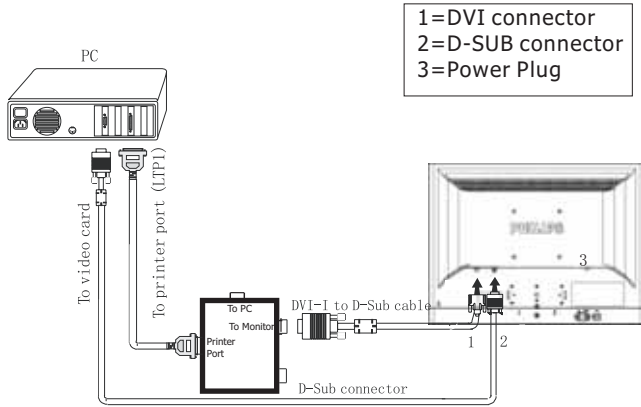 1=DVI connector
2=D-SUB connector
3=Power Plug
PC
To video card
To printer port (LTP1)
PHILIPS
3
To PC
To Monitor
Printer
Port
DVI-I to D-Sub cable
1
2
D-Sub connector